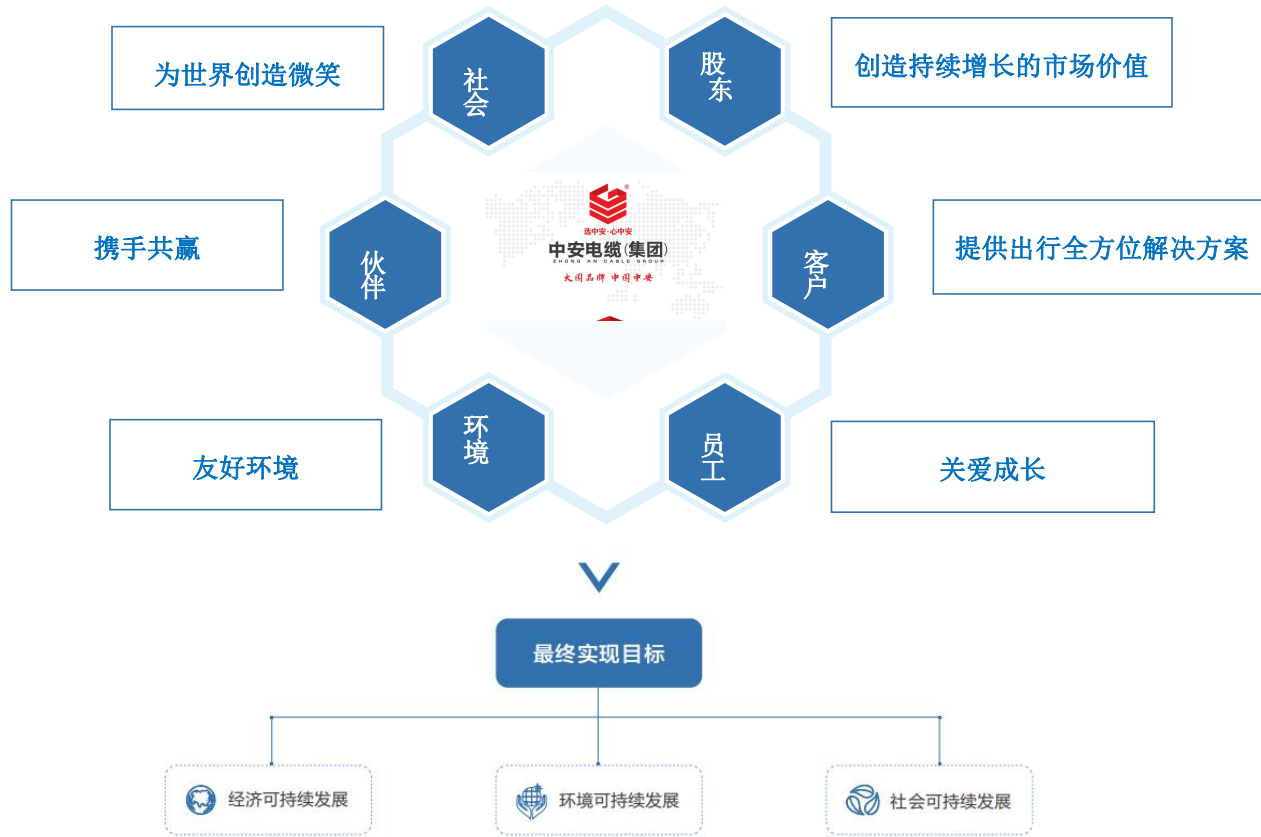 为世界创造微笑
社会
股东
创造持续增长的市场价值
携手共赢
伙伴
®
选中安·心中安
中安电缆(集团)
ZHONG AN CABLE GROUP
大国品牌 中国中安
客户
提供出行全方位解决方案
友好环境
环境
员工
关爱成长
最终实现目标
经济可持续发展
环境可持续发展
社会可持续发展